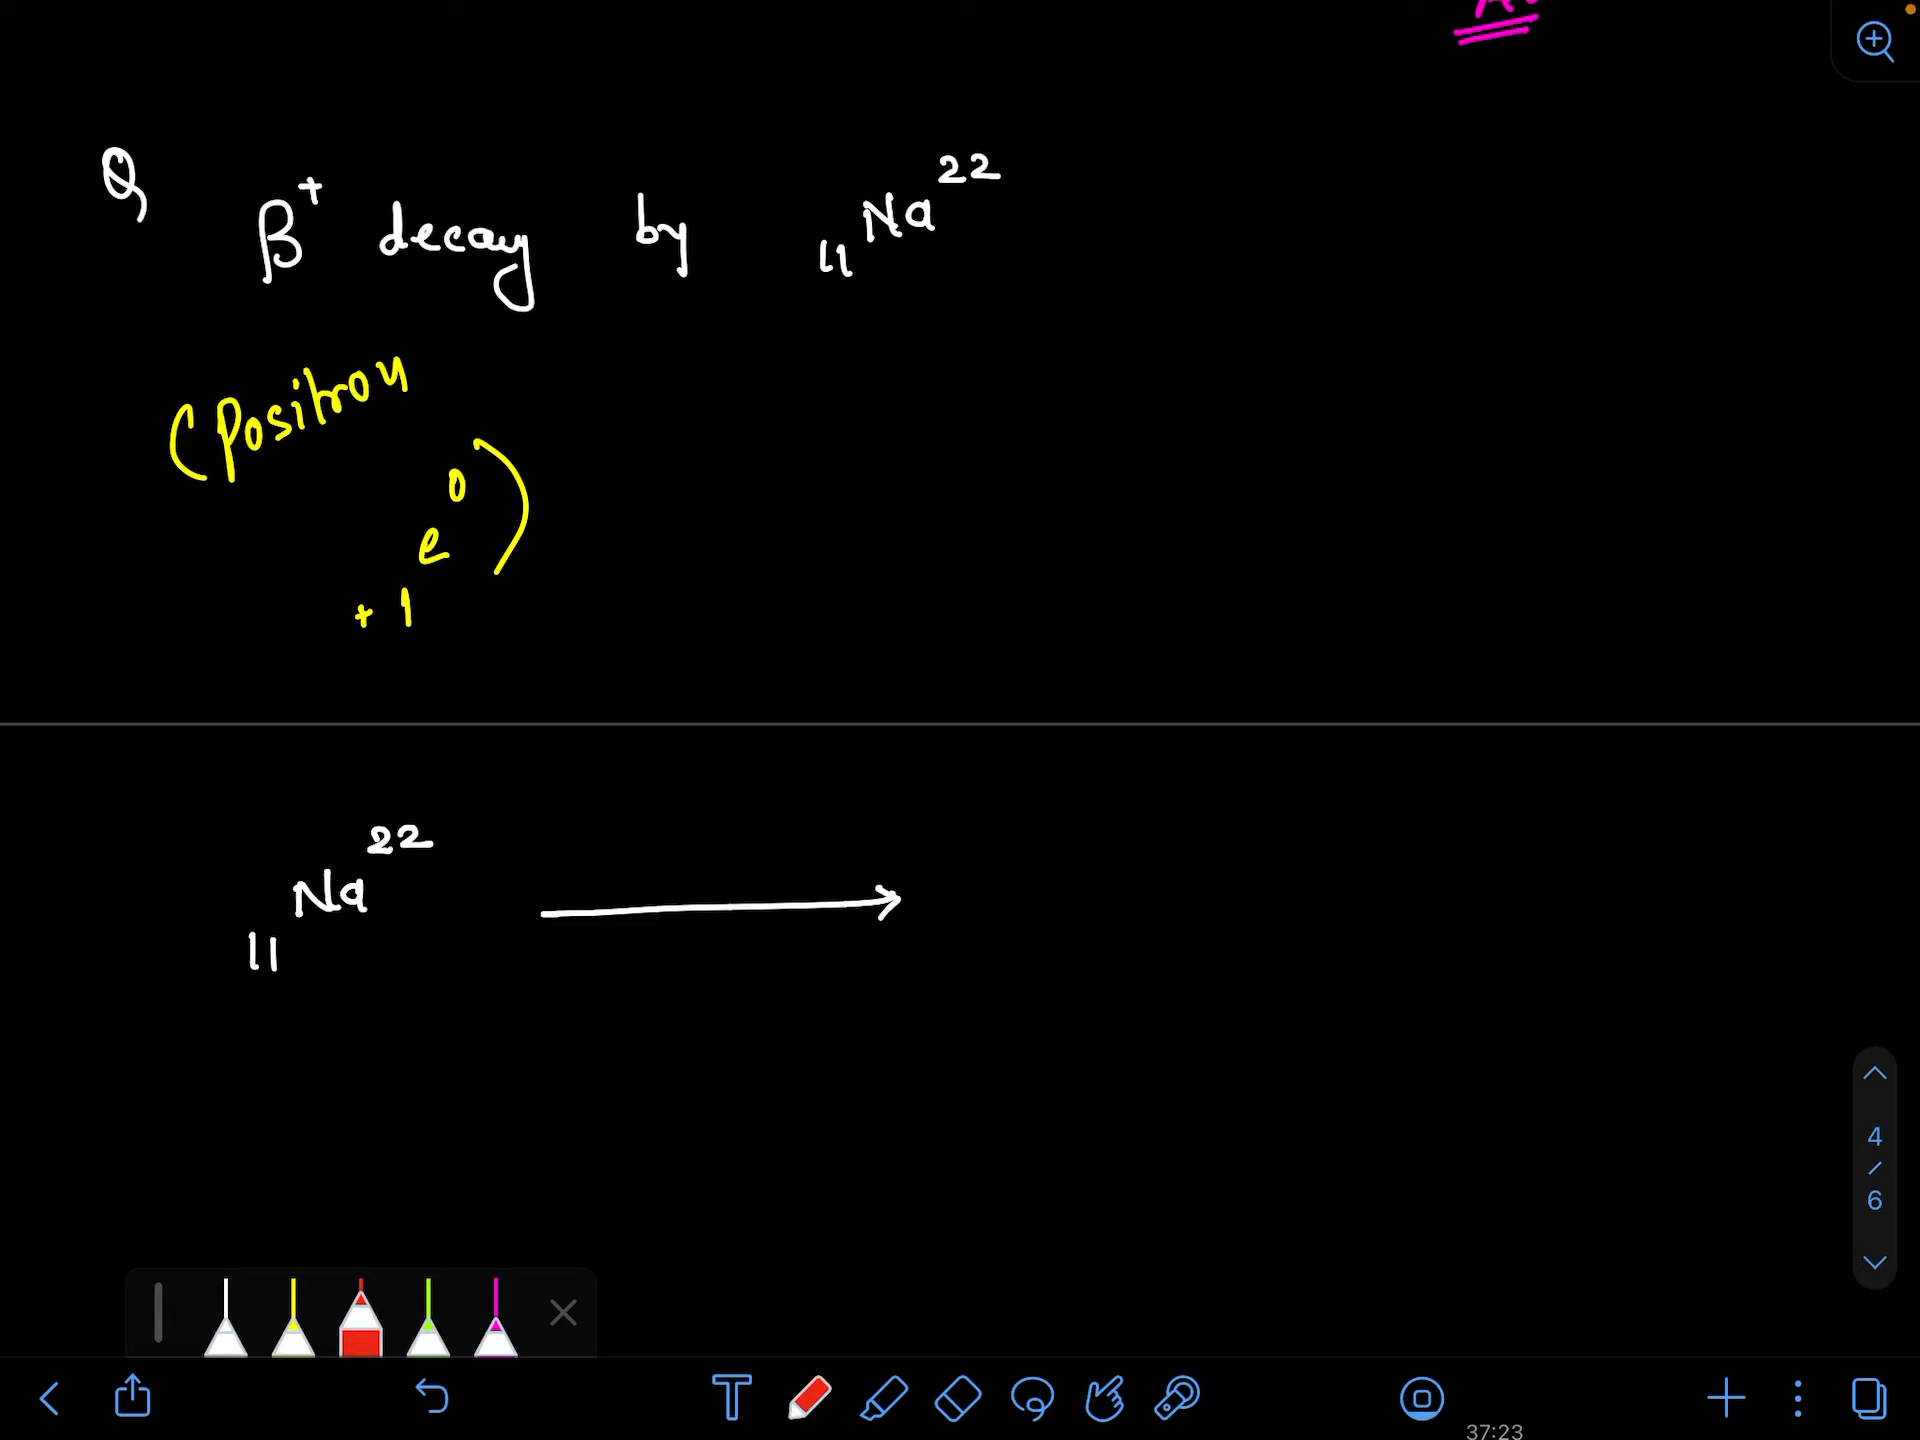 Q β⁺ decay by ₁₁Na²²
(Positron
₊₁e⁰)
₁₁Na²² →
4
/
6
37:23